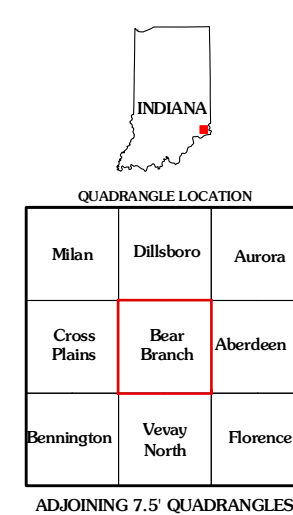 INDIANA
QUADRANGLE LOCATION
Milan
Dillsboro
Aurora
Cross
Plains
Bear
Branch
Aberdeen
Bennington
Vevay
North
Florence
ADJOINING 7.5' QUADRANGLES